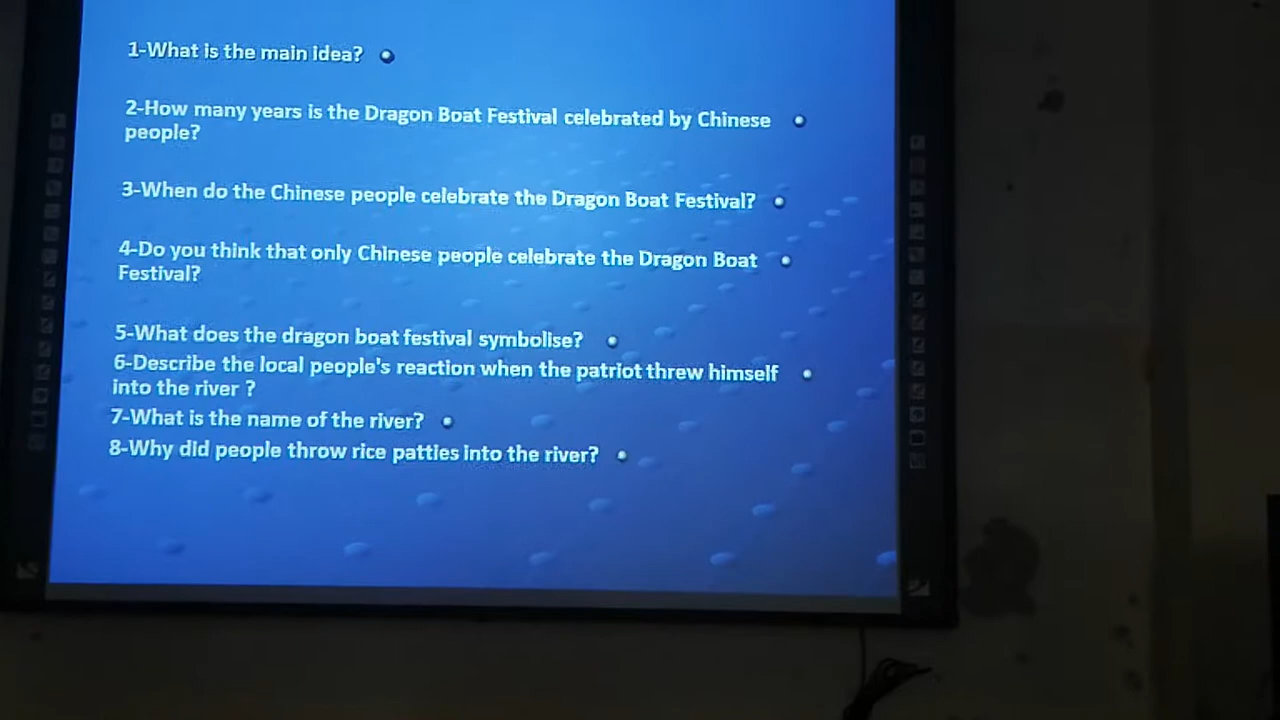 1-What is the main idea?
2-How many years is the Dragon Boat Festival celebrated by Chinese
people?
3-When do the Chinese people celebrate the Dragon Boat Festival?
4-Do you think that only Chinese people celebrate the Dragon Boat
Festival?
5-What does the dragon boat festival symbolise?
6-Describe the local people's reaction when the patriot threw himself
into the river ?
7-What is the name of the river?
8-Why did people throw rice patties into the river?